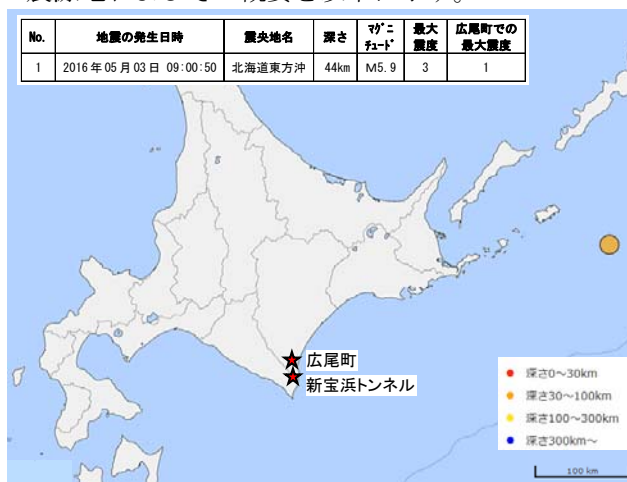 No. 地震の発生日時 震央地名 深さ マグニチュード 最大震度 広尾町での最大震度
1 2016年05月03日 09:00:50 北海道東方沖 44km M5.9 3 1
広尾町
新宝浜トンネル
深さ0～30km
深さ30～100km
深さ100～300km
深さ300km～
100 km